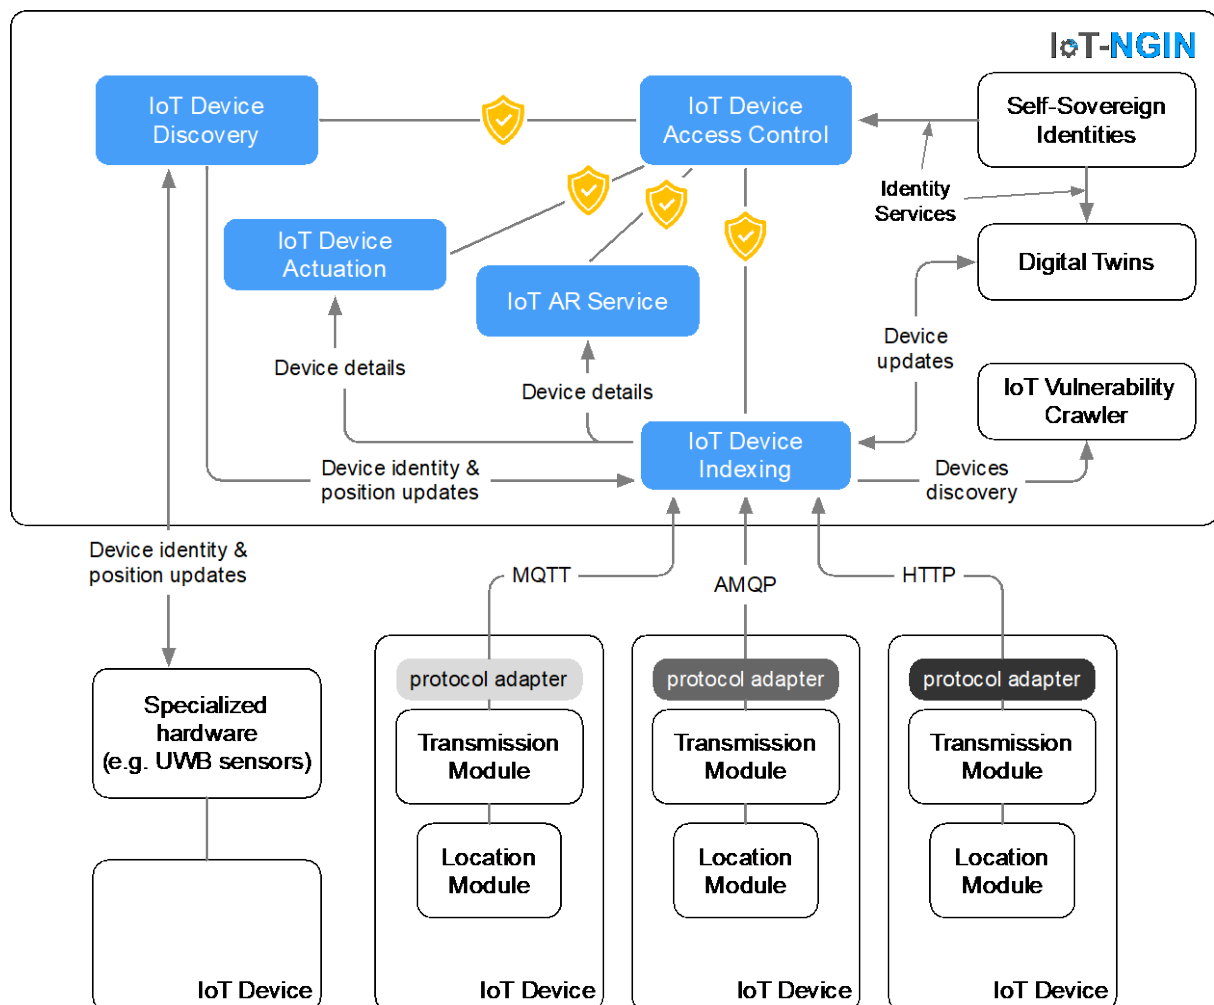 IoT-NGIN
IoT Device
Discovery
IoT Device
Access Control
Self-Sovereign
Identities
Identity
Services
IoT Device
Actuation
IoT AR Service
Digital Twins
Device details
Device details
Device
updates
IoT Vulnerability
Crawler
IoT Device
Indexing
Device identity &
position updates
Devices
discovery
Device identity &
position updates
MQTT
AMQP
HTTP
Specialized
hardware
(e.g. UWB sensors)
IoT Device
protocol adapter
Transmission
Module
Location
Module
IoT Device
protocol adapter
Transmission
Module
Location
Module
IoT Device
protocol adapter
Transmission
Module
Location
Module
IoT Device